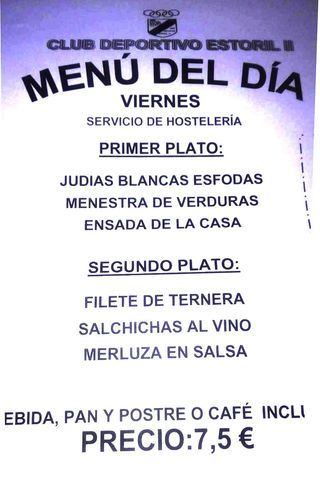 CLUB DEPORTIVO ESTORIL II
MENÚ DEL DÍA
VIERNES
SERVICIO DE HOSTELERÍA
PRIMER PLATO:
JUDIAS BLANCAS ESFODAS
MENESTRA DE VERDURAS
ENSADA DE LA CASA
SEGUNDO PLATO:
FILETE DE TERNERA
SALCHICHAS AL VINO
MERLUZA EN SALSA
EBIDA, PAN Y POSTRE O CAFÉ INCLU
PRECIO:7,5 €